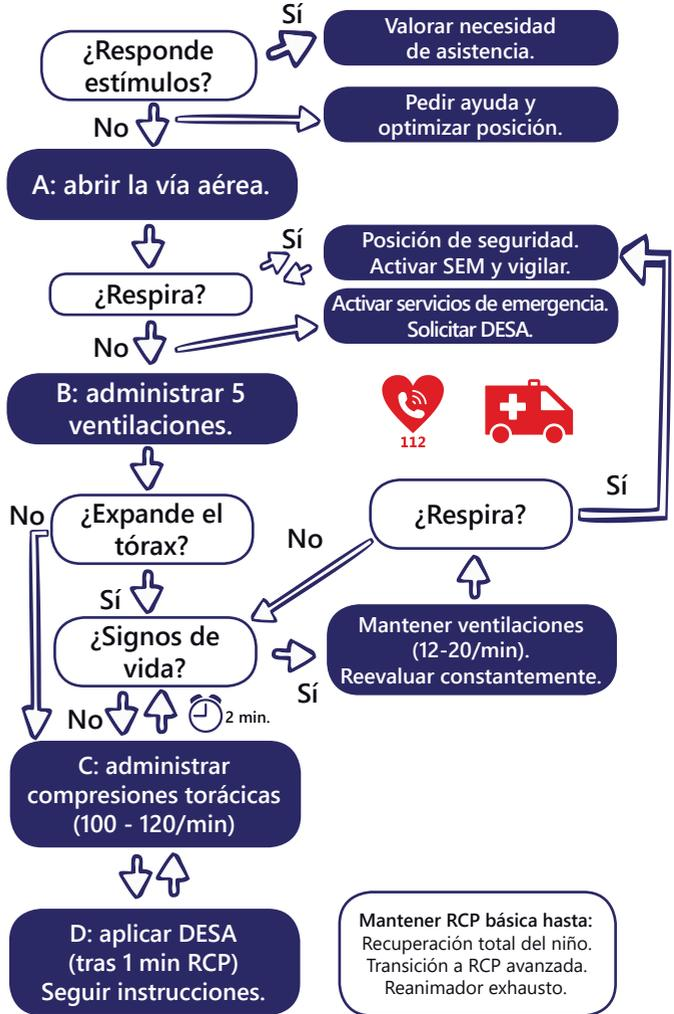 Sí
Valorar necesidad
de asistencia.
¿Responde
estímulos?
Pedir ayuda y
optimizar posición.
No
A: abrir la vía aérea.
Sí
Posición de seguridad.
Activar SEM y vigilar.
¿Respira?
Activar servicios de emergencia.
Solicitar DESA.
No
B: administrar 5
ventilaciones.
112
Sí
No
¿Expande el
tórax?
¿Respira?
No
Sí
¿Signos de
vida?
Mantener ventilaciones
(12-20/min).
Reevaluar constantemente.
Sí
No
2 min.
C: administrar
compresiones torácicas
(100 - 120/min)
D: aplicar DESA
(tras 1 min RCP)
Seguir instrucciones.
Mantener RCP básica hasta:
Recuperación total del niño.
Transición a RCP avanzada.
Reanimador exhausto.